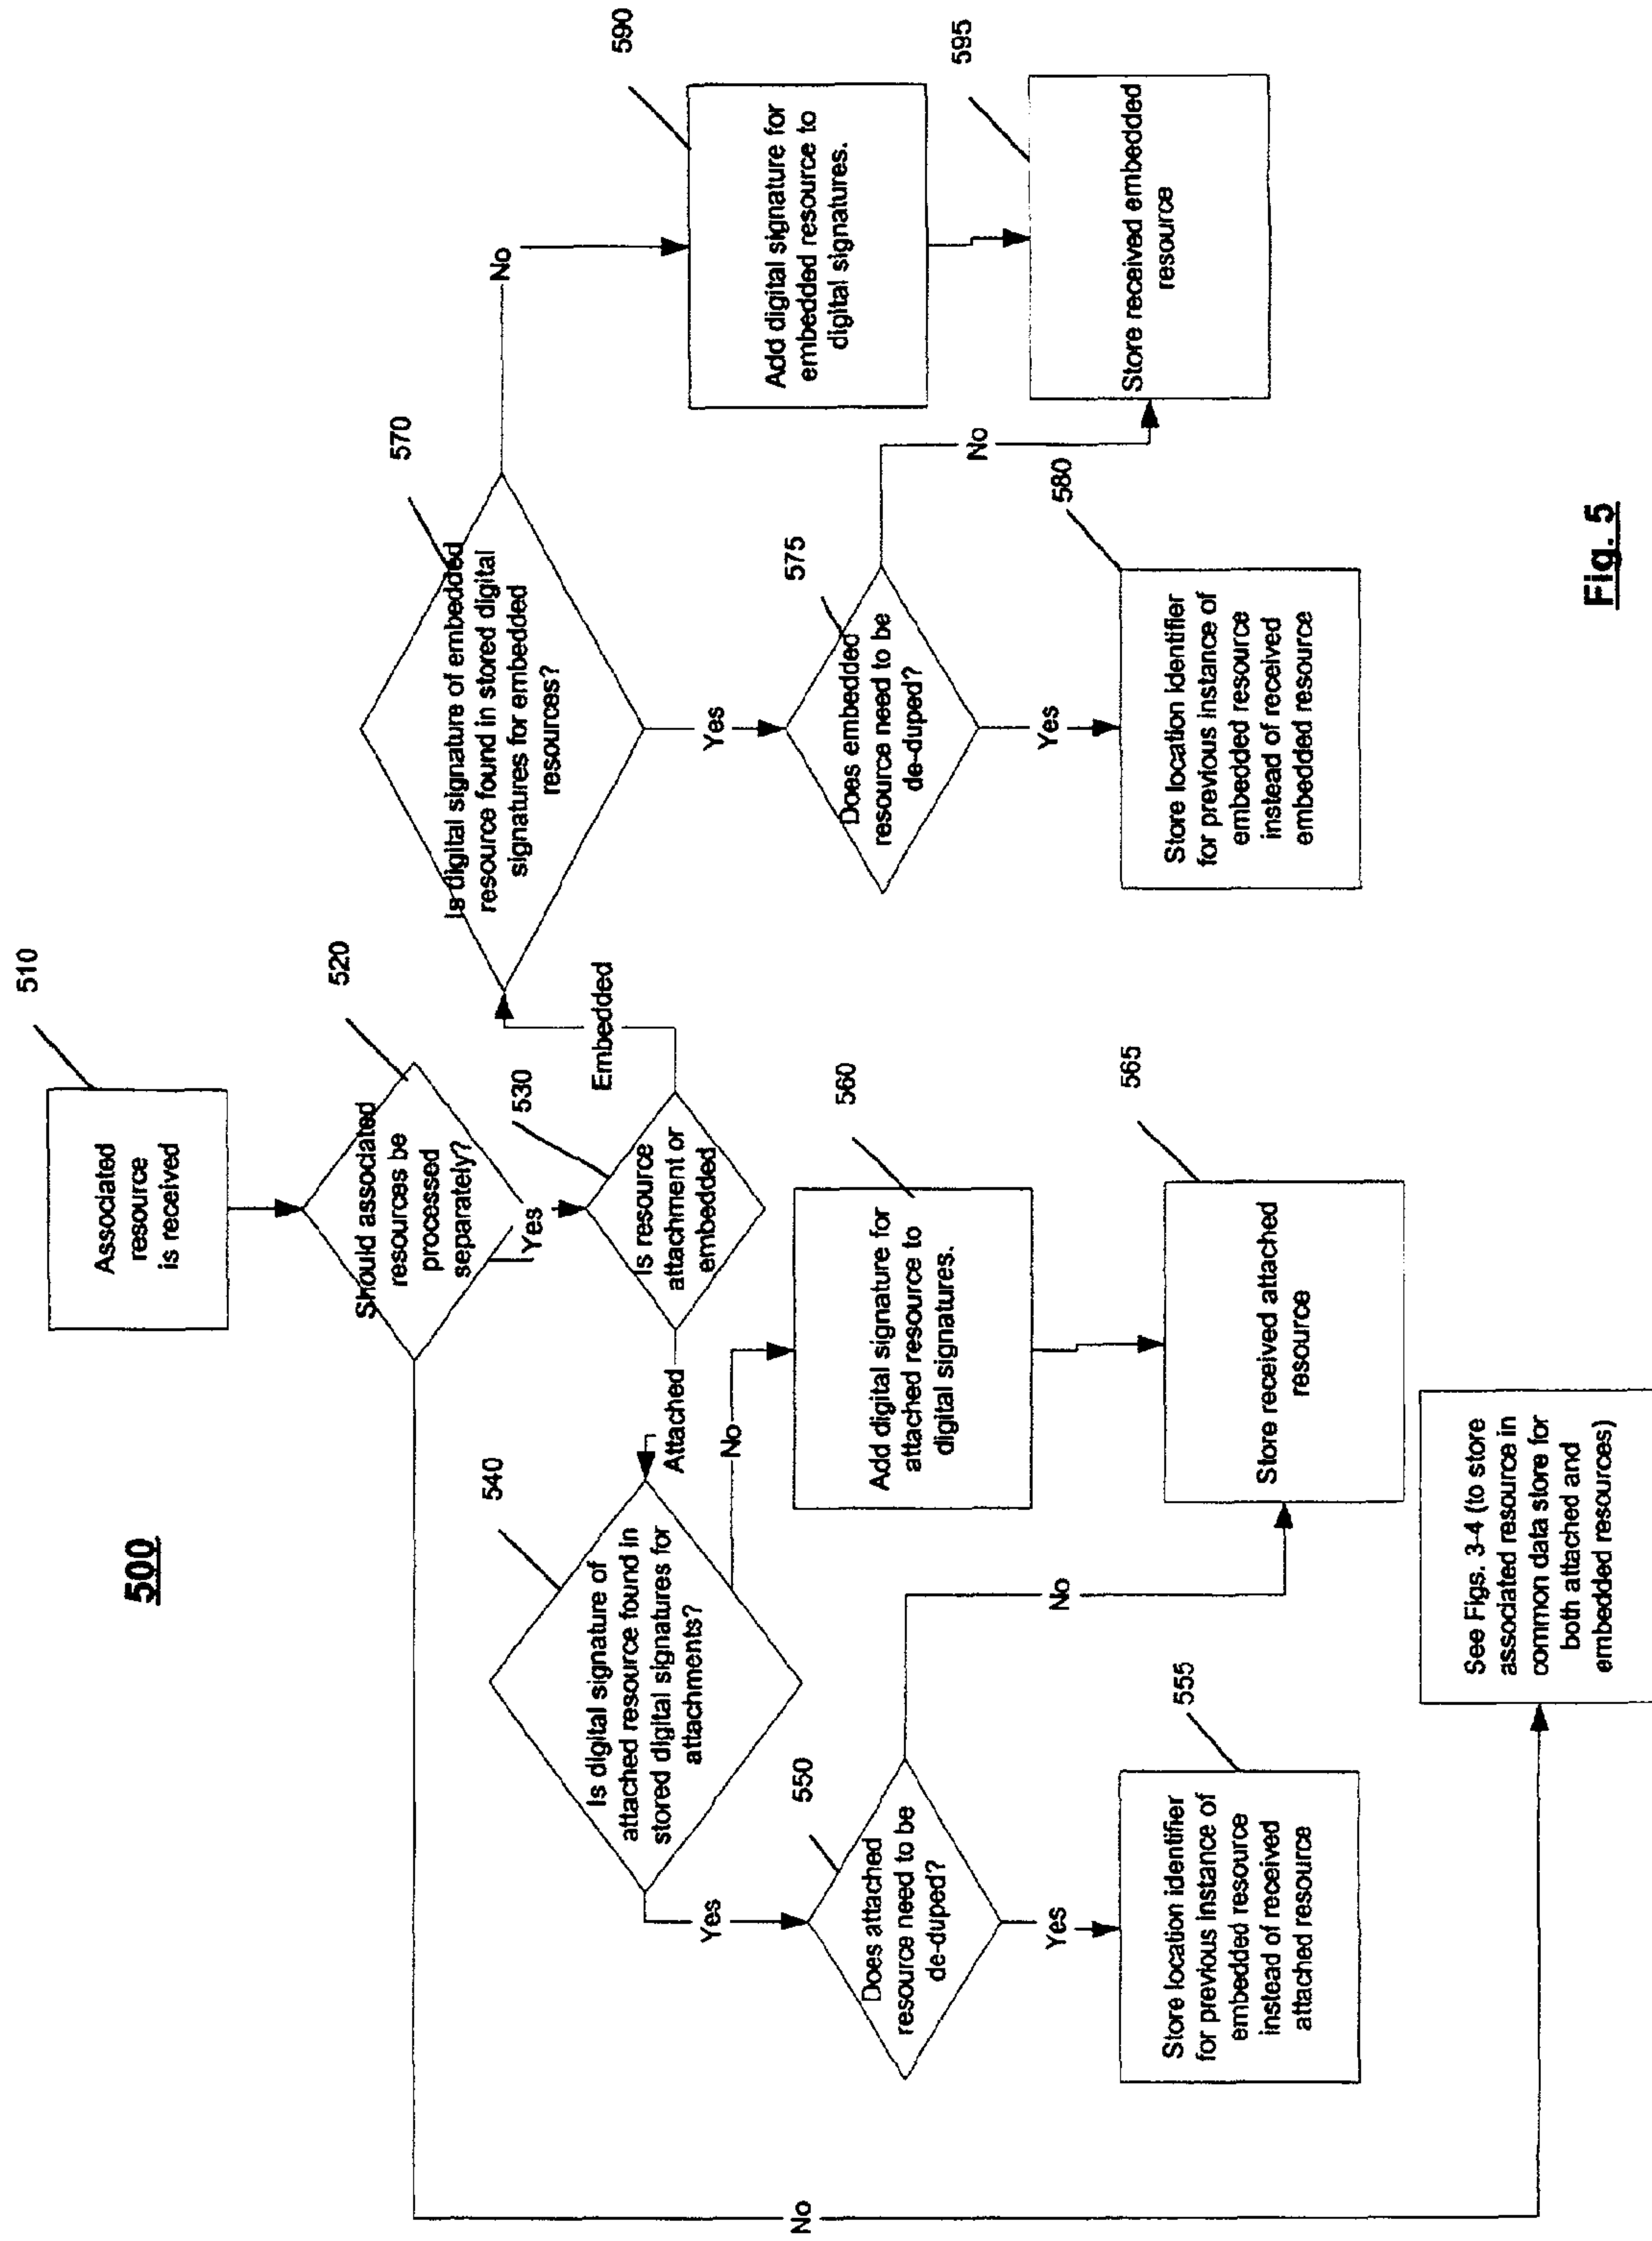 500
510
Associated
resource
is received
520
Should associated
resources be
processed
separately?
Yes
530
Is resource
attachment or
embedded
Embedded
Attached
540
Is digital signature of
attached resource found in
stored digital signatures for
attachments?
No
560
Add digital signature for
attached resource to
digital signatures.
Yes
550
Does attached
resource need to be
de-duped?
No
565
Store received attached
resource
Yes
555
Store location identifier
for previous instance of
embedded resource
instead of received
attached resource
570
Is digital signature of embedded
resource found in stored digital
signatures for embedded
resources?
No
590
Add digital signature for
embedded resource to
digital signatures.
Yes
575
Does embedded
resource need to be
de-duped?
No
595
Store received embedded
resource
Yes
580
Store location identifier
for previous instance of
embedded resource
instead of received
embedded resource
No
See Figs. 3-4 (to store
associated resource in
common data store for
both attached and
embedded resources)
Fig. 5